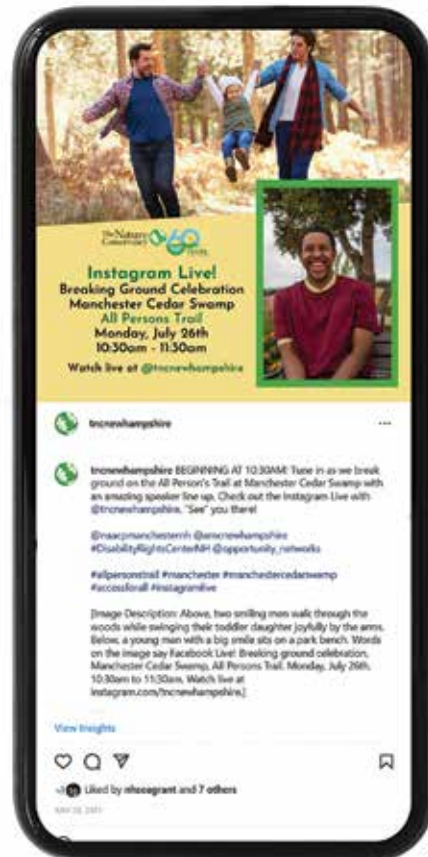 The Nature
Conservancy
60
Instagram Live!
Breaking Ground Celebration
Manchester Cedar Swamp
All Persons Trail
Monday, July 26th
10:30am - 11:30am
Watch live at @tncnewhampshire
tncnewhampshire
tncnewhampshire BEGINNING AT 10:30AM: Tune in as we break
ground on the All Person's Trail at Manchester Cedar Swamp with
an amazing speaker line up. Check out the Instagram Live with
@tncnewhampshire. "See" you there!
@naacpmanchesternh @amcnewhampshire
#DisabilityRightsCenterNH @opportunity_networks
#allpersonstrail #manchester #manchestercedarswamp
#accessforall #instagramlive
[Image Description: Above, two smiling men walk through the
woods while swinging their toddler daughter joyfully by the arms.
Below, a young man with a big smile sits on a park bench. Words
on the image say Facebook Live! Breaking ground celebration,
Manchester Cedar Swamp, All Persons Trail. Monday, July 26th.
10:30am to 11:30am. Watch live at
instagram.com/tncnewhampshire.]
View Insights
Liked by nhseagrant and 7 others